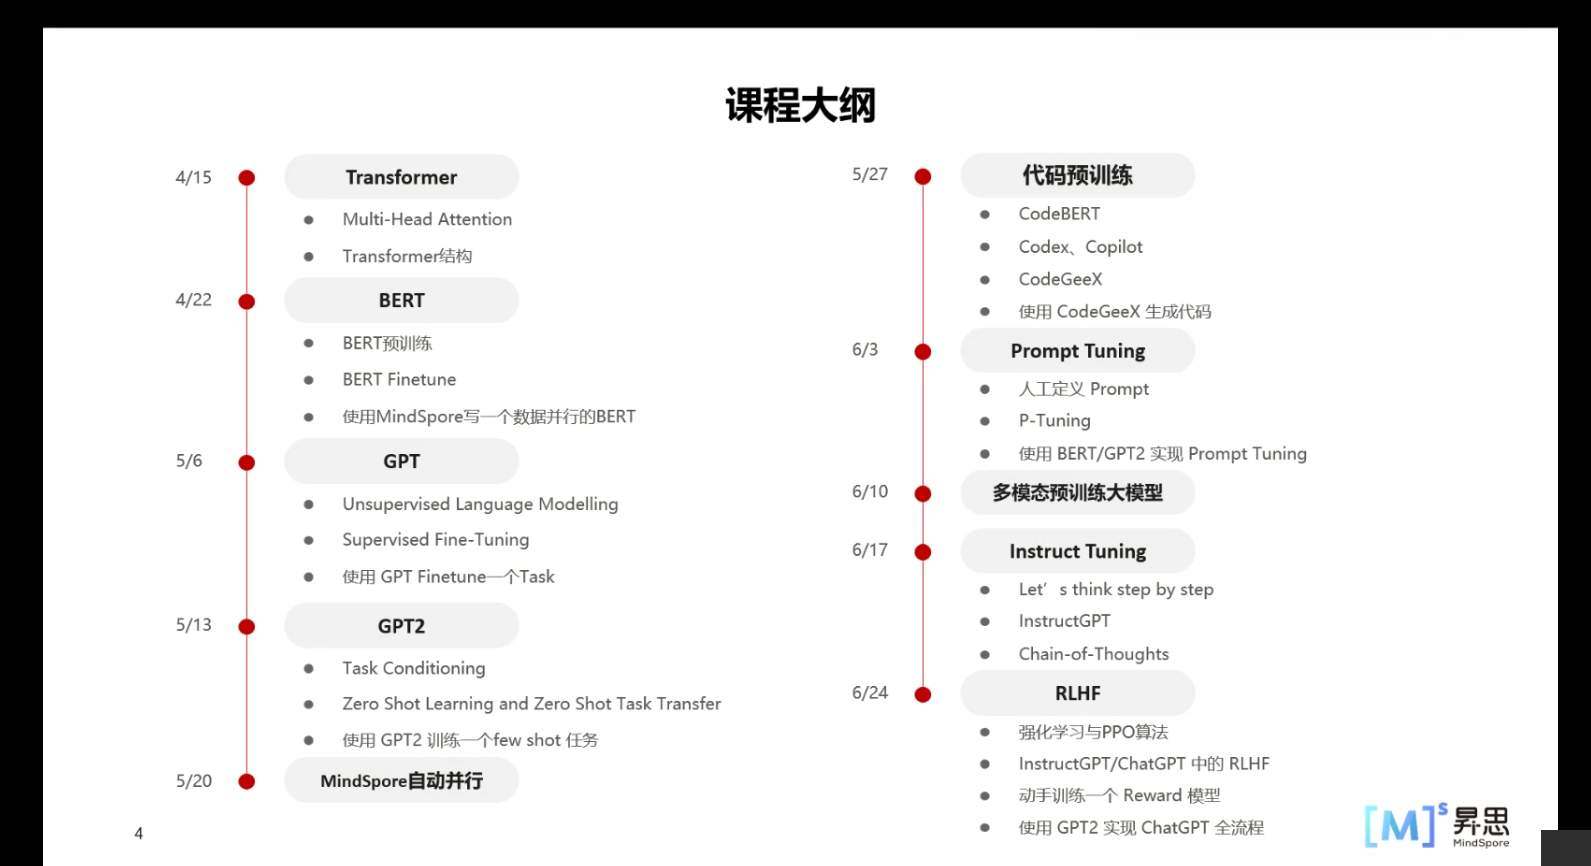 课程大纲
4/15
Transformer
Multi-Head Attention
Transformer结构
4/22
BERT
BERT预训练
BERT Finetune
使用MindSpore写一个数据并行的BERT
5/6
GPT
Unsupervised Language Modelling
Supervised Fine-Tuning
使用 GPT Finetune一个Task
5/13
GPT2
Task Conditioning
Zero Shot Learning and Zero Shot Task Transfer
使用 GPT2 训练一个few shot 任务
5/20
MindSpore自动并行
5/27
代码预训练
CodeBERT
Codex、Copilot
CodeGeeX
使用 CodeGeeX 生成代码
6/3
Prompt Tuning
人工定义 Prompt
P-Tuning
使用 BERT/GPT2 实现 Prompt Tuning
6/10
多模态预训练大模型
6/17
Instruct Tuning
Let’s think step by step
InstructGPT
Chain-of-Thoughts
6/24
RLHF
强化学习与PPO算法
InstructGPT/ChatGPT 中的 RLHF
动手训练一个 Reward 模型
使用 GPT2 实现 ChatGPT 全流程
4
[M]s 昇思
MindSpore